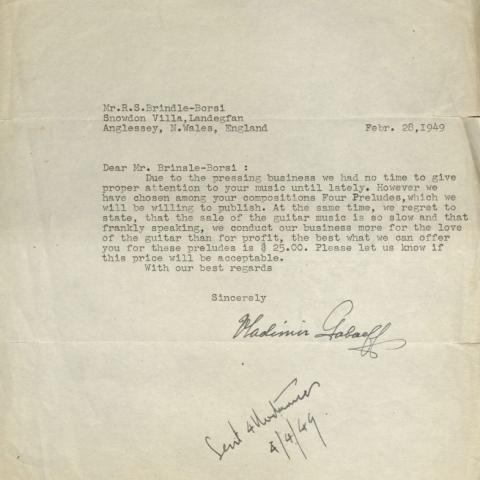 Mr.R.S.Brindle-Borsi
Snowdon Villa,Landegfan
Anglessey, N.Wales, England
Febr. 28,1949
Dear Mr. Brinsle-Borsi :
Due to the pressing business we had no time to give
proper attention to your music until lately. However we
have chosen among your compositions Four Preludes,which we
will be willing to publish. At the same time, we regret to
state, that the sale of the guitar music is so slow and that
frankly speaking, we conduct our business more for the love
of the guitar than for profit, the best what we can offer
you for these preludes is $ 25.00. Please let us know if
this price will be acceptable.
With our best regards
Sincerely
Vladimir Bobaeff
Sent 4
4/4/49